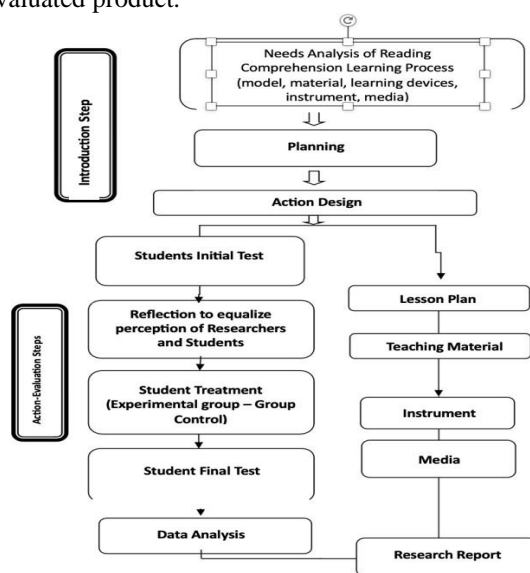 valuated product.
Introduction Step
Needs Analysis of Reading
Comprehension Learning Process
(model, material, learning devices,
instrument, media)
Planning
Action Design
Action-Evaluation Steps
Students Initial Test
Reflection to equalize
perception of Researchers
and Students
Student Treatment
(Experimental group – Group
Control)
Student Final Test
Data Analysis
Lesson Plan
Teaching Material
Instrument
Media
Research Report